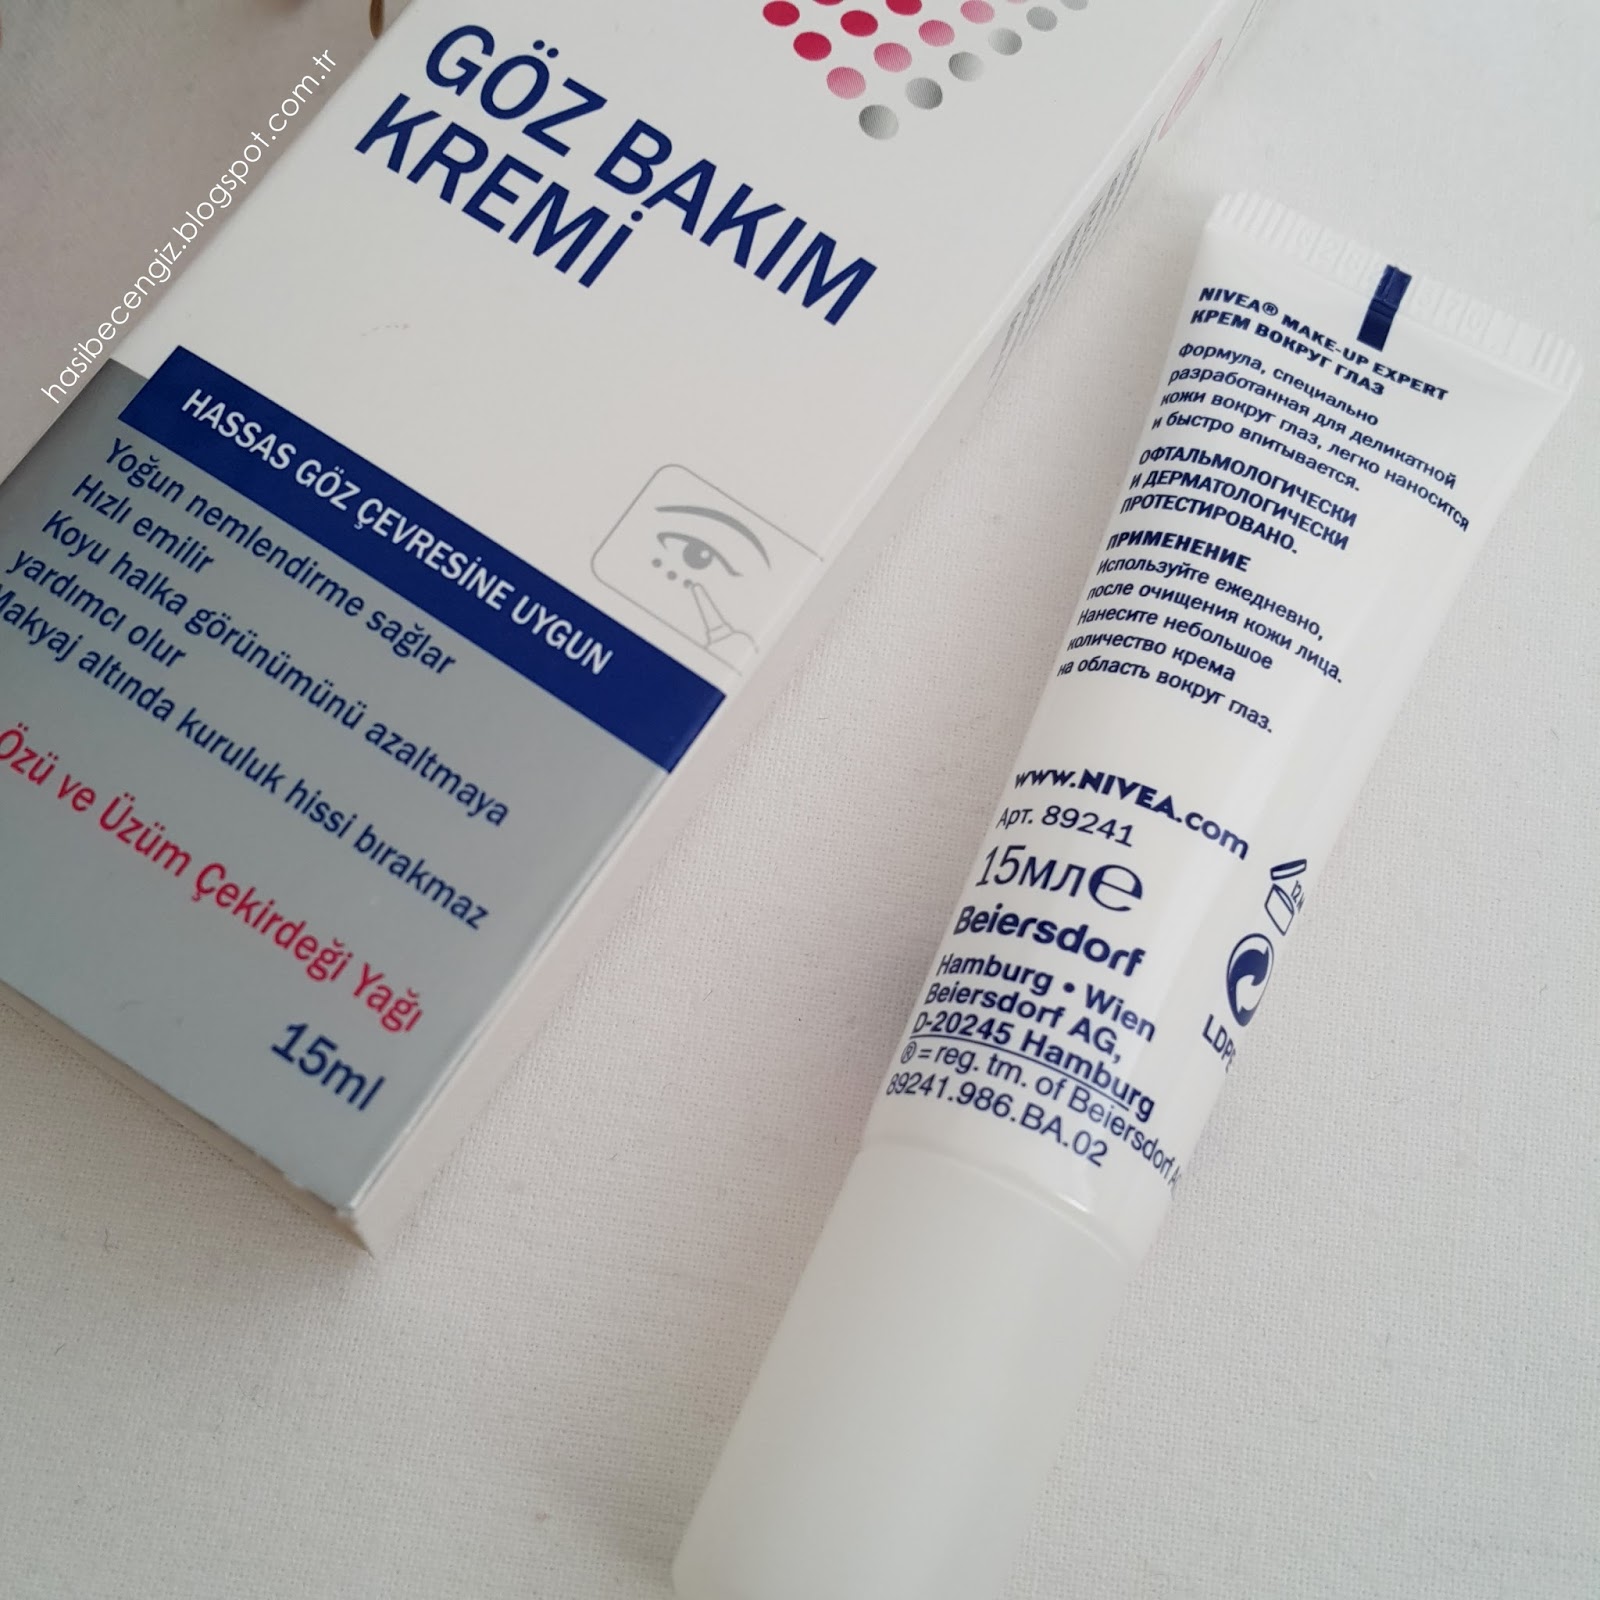 hasibecengiz.blogspot.com.tr
GÖZ BAKIM
KREMİ
HASSAS GÖZ ÇEVRESİNE UYGUN
Yoğun nemlendirme sağlar
Hızlı emilir
Koyu halka görünümünü azaltmaya
yardımcı olur
Makyaj altında kuruluk hissi bırakmaz
Özü ve Üzüm Çekirdeği Yağı
15ml
NIVEA® MAKE-UP EXPERT
КРЕМ ВОКРУГ ГЛАЗ
Формула, специально
разработанная для деликатной
кожи вокруг глаз, легко наносится
и быстро впитывается.
ОФТАЛЬМОЛОГИЧЕСКИ
И ДЕРМАТОЛОГИЧЕСКИ
ПРОТЕСТИРОВАНО.
ПРИМЕНЕНИЕ
Используйте ежедневно,
после очищения кожи лица.
Нанесите небольшое
количество крема
на область вокруг глаз.
www.NIVEA.com
Арт. 89241
15мл e
12 M
Beiersdorf
Hamburg • Wien
Beiersdorf AG,
D-20245 Hamburg
® = reg. tm. of Beiersdorf
89241.986.BA.02
LDPE